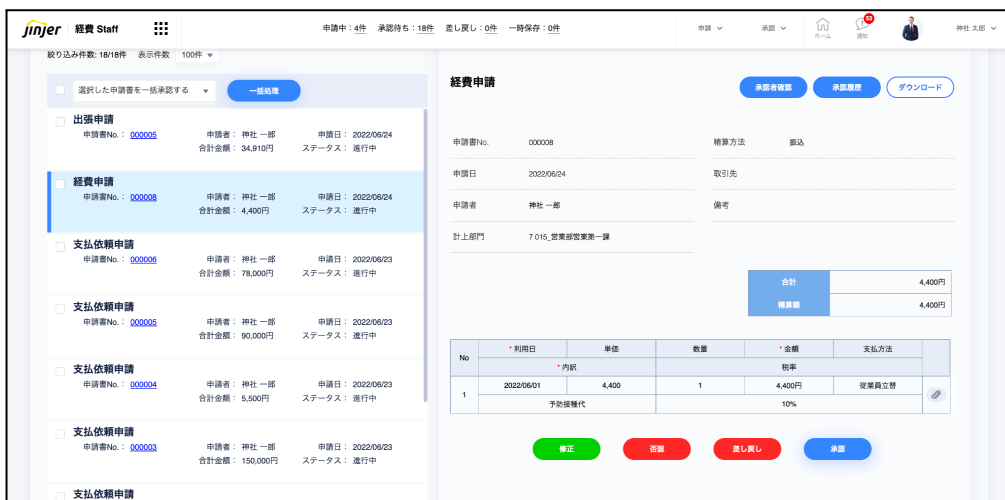 jinjer 経費 Staff 申請中：4件 承認待ち：18件 差し戻し：0件 一時保存：0件 申請 承認 ホーム 53 通知 神社 太郎
絞り込み件数: 18/18件 表示件数 100件
選択した申請書を一括承認する 一括処理
出張申請
申請書No.： 000005 申請者： 神社 一郎 申請日： 2022/06/24
合計金額： 34,910円 ステータス： 進行中
経費申請
申請書No.： 000008 申請者： 神社 一郎 申請日： 2022/06/24
合計金額： 4,400円 ステータス： 進行中
支払依頼申請
申請書No.： 000006 申請者： 神社 一郎 申請日： 2022/06/23
合計金額： 78,000円 ステータス： 進行中
支払依頼申請
申請書No.： 000005 申請者： 神社 一郎 申請日： 2022/06/23
合計金額： 90,000円 ステータス： 進行中
支払依頼申請
申請書No.： 000004 申請者： 神社 一郎 申請日： 2022/06/23
合計金額： 5,500円 ステータス： 進行中
支払依頼申請
申請書No.： 000003 申請者： 神社 一郎 申請日： 2022/06/23
合計金額： 150,000円 ステータス： 進行中
支払依頼申請
経費申請 承認者確認 承認履歴 ダウンロード
申請書No. 000008 精算方法 振込
申請日 2022/06/24 取引先
申請者 神社 一郎 備考
計上部門 7 015_営業部営業第一課
合計 4,400円
精算額 4,400円
No *利用日 単価 数量 *金額 支払方法
*内訳 税率
1 2022/06/01 4,400 1 4,400円 従業員立替
予防接種代 10%
修正 否認 差し戻し 承認